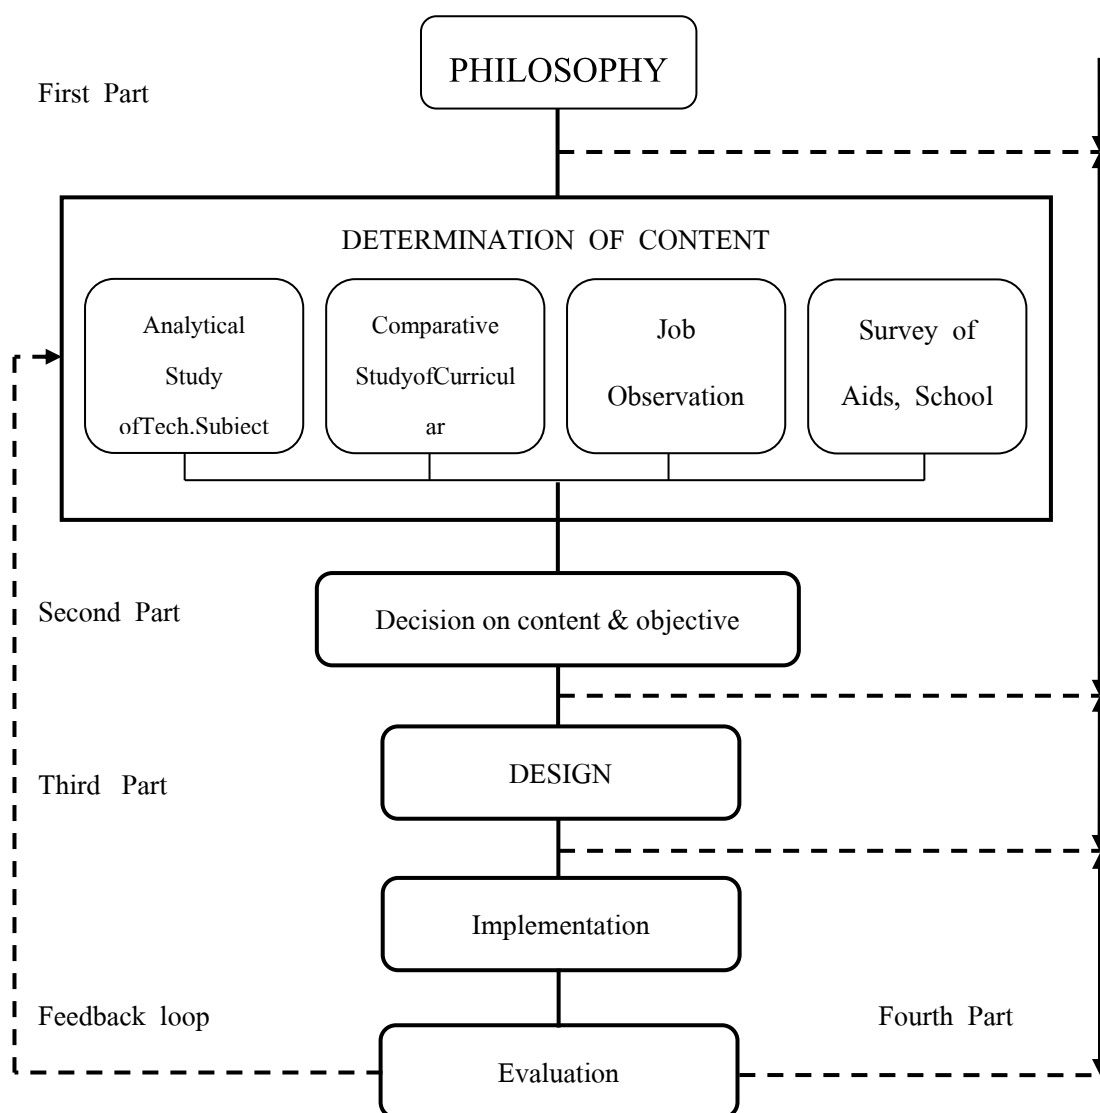 PHILOSOPHY
First Part
DETERMINATION OF CONTENT
Analytical
Study
ofTech.Subiect
Comparative
StudyofCurricul
ar
Job
Observation
Survey of
Aids, School
Second Part
Decision on content & objective
Third Part
DESIGN
Implementation
Feedback loop
Fourth Part
Evaluation